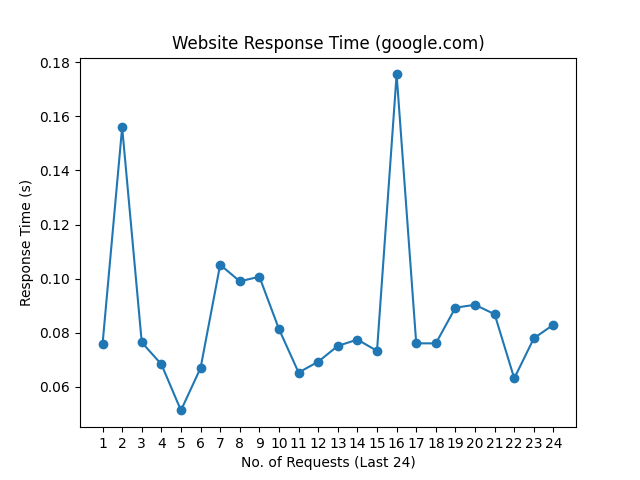 Website Response Time (google.com)
Response Time (s)
0.18
0.16
0.14
0.12
0.10
0.08
0.06
1 2 3 4 5 6 7 8 9 10 11 12 13 14 15 16 17 18 19 20 21 22 23 24
No. of Requests (Last 24)